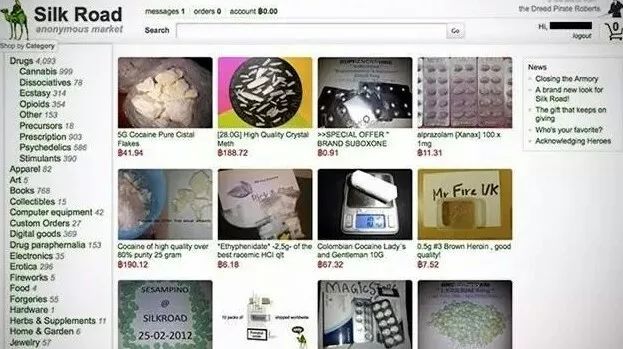 Silk Road
anonymous market
messages 1 | orders 0 | account ฿0.00
Search
Go
the Dread Pirate Roberts
Hi,
logout
0
Shop by Category
Drugs 4,093
Cannabis 999
Dissociatives 78
Ecstasy 314
Opioids 354
Other 153
Precursors 18
Prescription 903
Psychedelics 586
Stimulants 390
Apparel 82
Art 5
Books 768
Collectibles 15
Computer equipment 42
Custom Orders 27
Digital goods 369
Drug paraphernalia 153
Electronics 35
Erotica 296
Fireworks 5
Food 4
Forgeries 55
Hardware 1
Herbs & Supplements 11
Home & Garden 6
Jewelry 57
5G Cocaine Pure Cistal
Flakes
฿41.94
[28.0G] High Quality Crystal
Meth
฿188.72
>>SPECIAL OFFER "
BRAND SUBOXONE
฿0.91
alprazolam [Xanax] 100 x
1mg
฿11.31
Mr Fire UK
Cocaine of high quality over
80% purity 25 gram
฿190.12
"Ethyphenidate" -2,5g- of the
best racemic HCl qlt
฿6.18
Colombian Cocaine Lady´s
and Gentleman 10G
฿67.32
0.5g #3 Brown Heroin , good
quality!
฿7.52
SESAMPINO
@
SILKROAD
25-02-2012
News
Closing the Armory
A brand new look for
Silk Road!
The gift that keeps on
giving
Who's your favorite?
Acknowledging Heroes